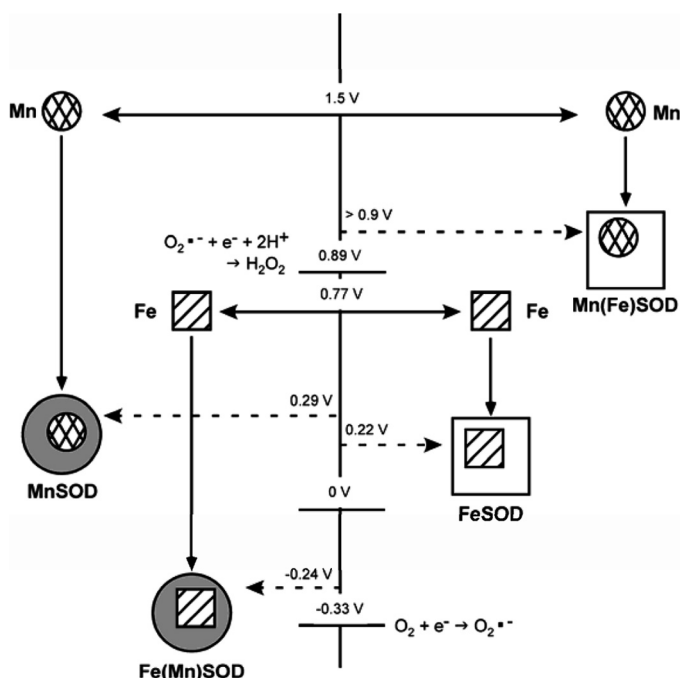 1.5 V
Mn
Mn
> 0.9 V
O₂▪⁻ + e⁻ + 2H⁺
→ H₂O₂
0.89 V
0.77 V
Mn(Fe)SOD
Fe
Fe
0.29 V
0.22 V
MnSOD
0 V
FeSOD
-0.24 V
-0.33 V
O₂ + e⁻ → O₂▪⁻
Fe(Mn)SOD